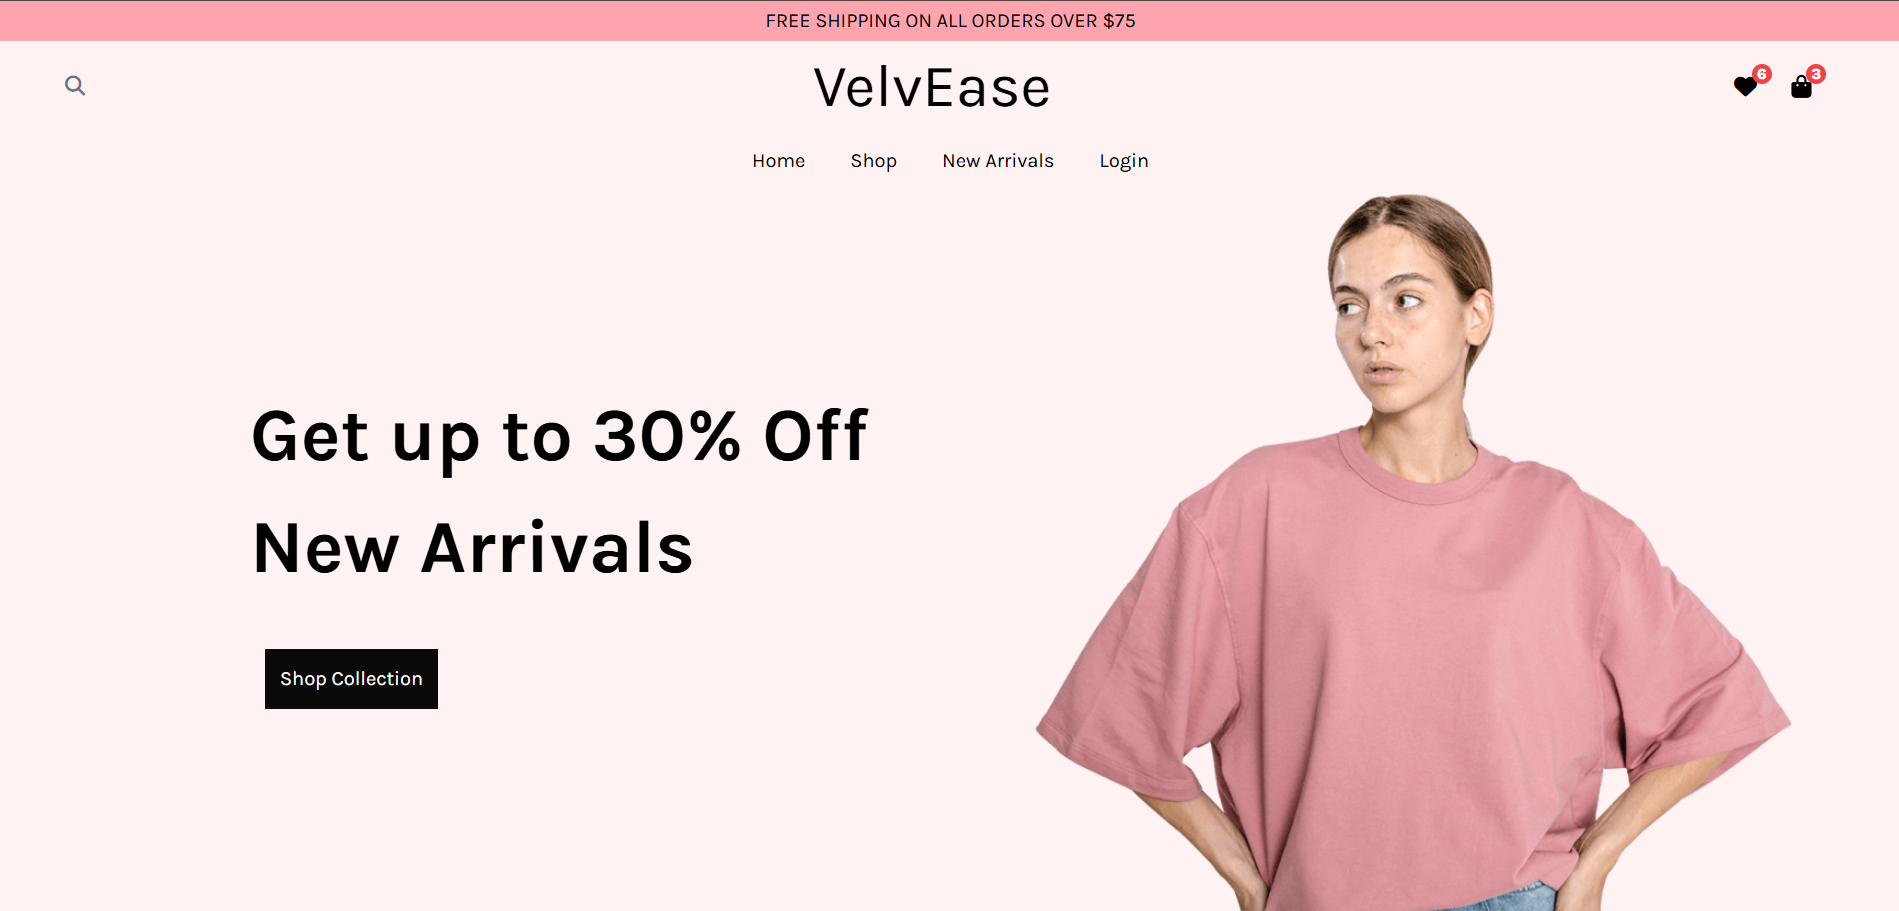 FREE SHIPPING ON ALL ORDERS OVER $75
VelvEase
6
3
Home Shop New Arrivals Login
Get up to 30% Off
New Arrivals
Shop Collection